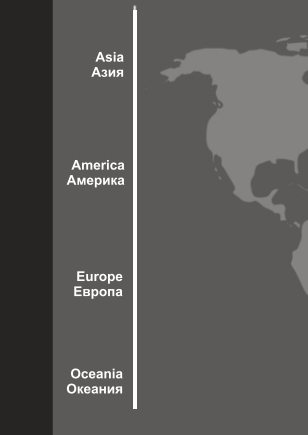 Asia
Азия
America
Америка
Europe
Европа
Oceania
Океания